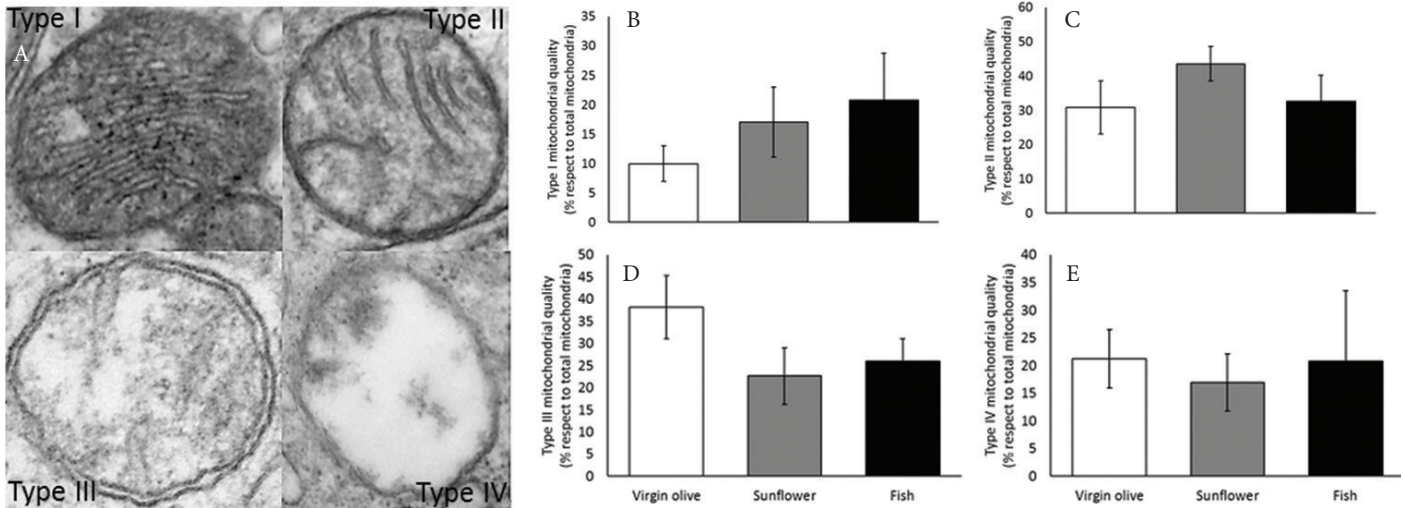 Type I
Type II
A
Type III
Type IV
B
Type I mitochondrial quality
(% respect to total mitochondria)
35
30
25
20
15
10
5
0
C
Type II mitochondrial quality
(% respect to total mitochondria)
60
50
40
30
20
10
0
D
Type III mitochondrial quality
(% respect to total mitochondria)
50
45
40
35
30
25
20
15
10
5
0
Virgin olive Sunflower Fish
E
Type IV mitochondrial quality
(% respect to total mitochondria)
40
35
30
25
20
15
10
5
0
Virgin olive Sunflower Fish